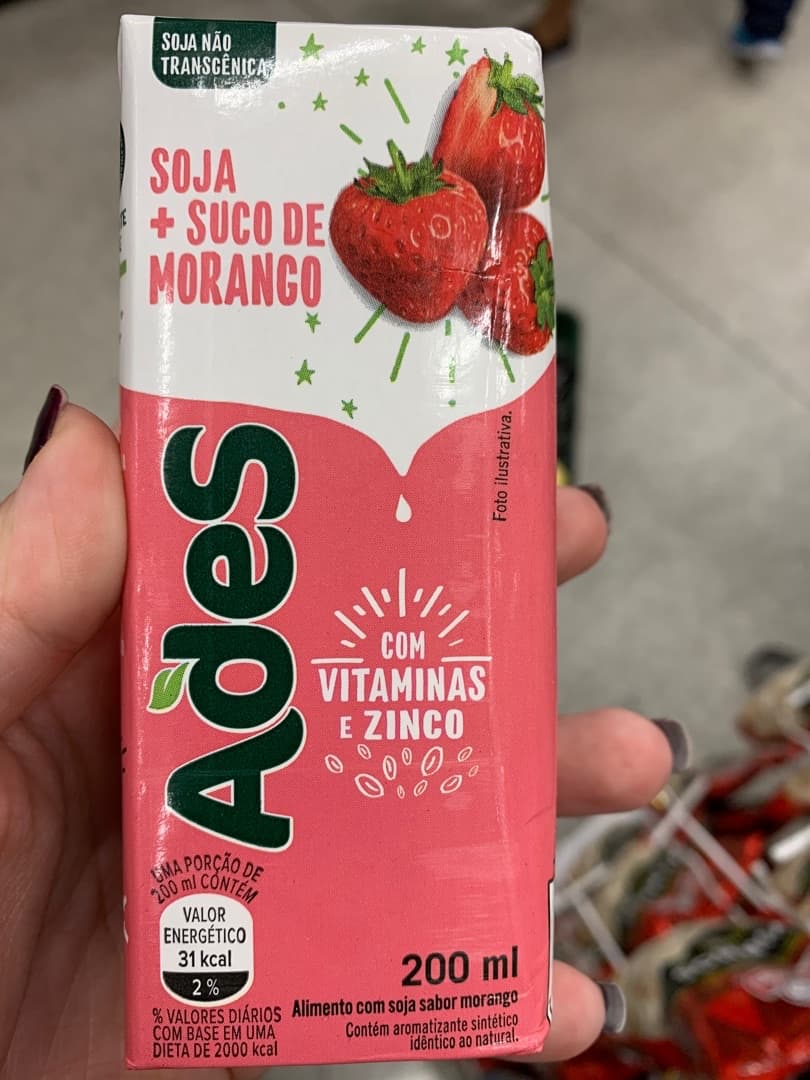 SOJA NÃO
TRANSGÊNICA
SOJA
+ SUCO DE
MORANGO
Foto ilustrativa.
AdeS
COM
VITAMINAS
E ZINCO
UMA PORÇÃO DE
200 ml CONTÉM
VALOR
ENERGÉTICO
31 kcal
2 %
% VALORES DIÁRIOS
COM BASE EM UMA
DIETA DE 2000 kcal
200 ml
Alimento com soja sabor morango
Contém aromatizante sintético
idêntico ao natural.